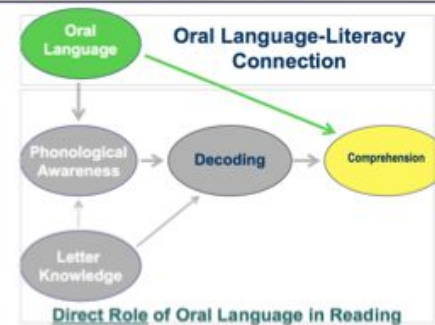 Oral
Language
Oral Language-Literacy
Connection
Phonological
Awareness
Decoding
Comprehension
Letter
Knowledge
Direct Role of Oral Language in Reading